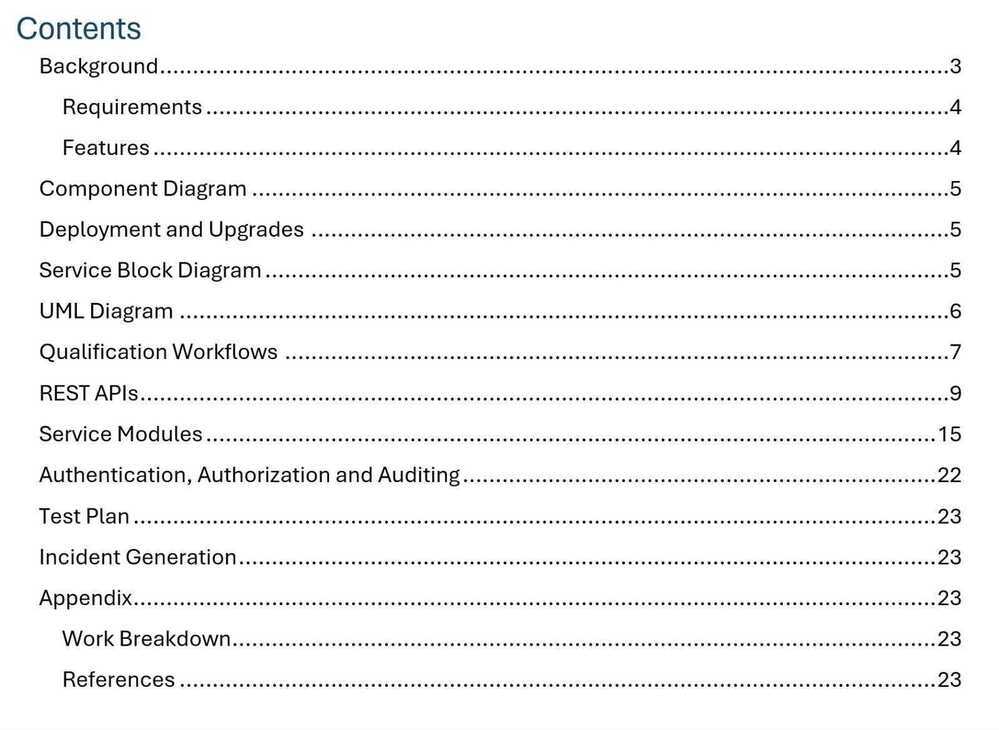 Contents
Background...3
Requirements...4
Features...4
Component Diagram...5
Deployment and Upgrades...5
Service Block Diagram...5
UML Diagram...6
Qualification Workflows...7
REST APIs...9
Service Modules...15
Authentication, Authorization and Auditing...22
Test Plan...23
Incident Generation...23
Appendix...23
Work Breakdown...23
References...23